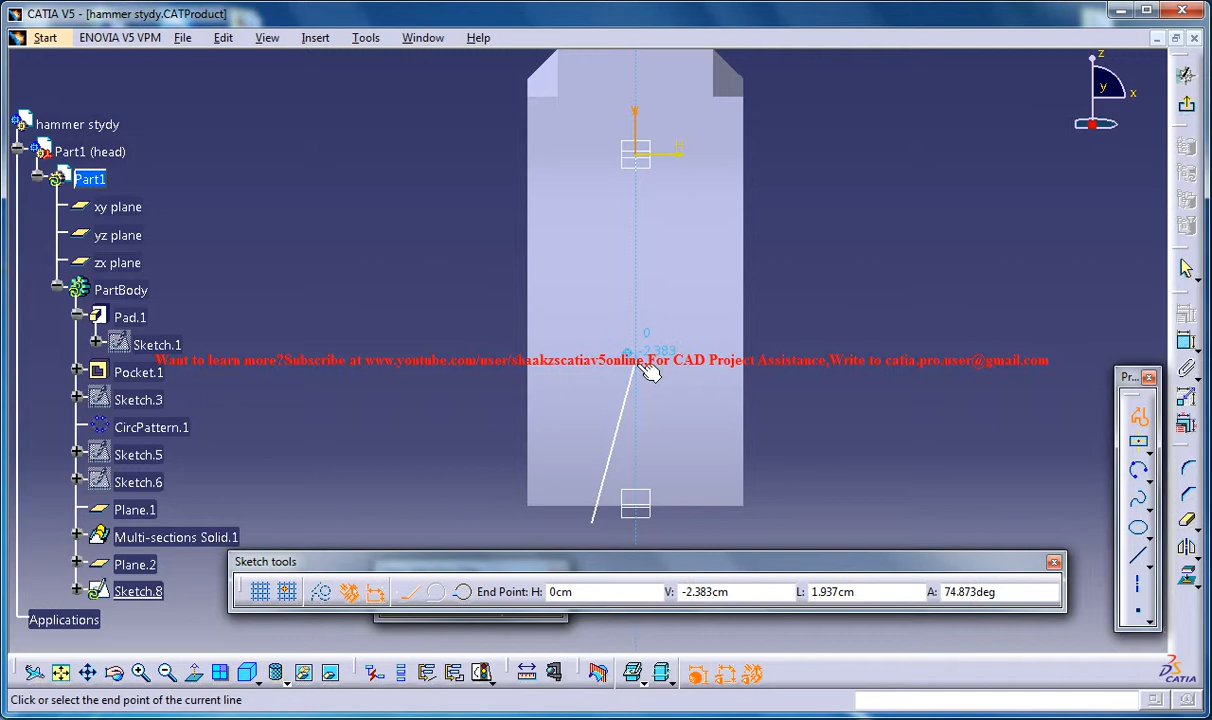 CATIA V5 - [hammer stydy.CATProduct]
Start ENOVIA V5 VPM File Edit View Insert Tools Window Help
hammer stydy
Part1 (head)
Part1
xy plane
yz plane
zx plane
PartBody
Pad.1
Sketch.1
Pocket.1
Sketch.3
CircPattern.1
Sketch.5
Sketch.6
Plane.1
Multi-sections Solid.1
Plane.2
Sketch.8
Applications
z
y
x
V
H
0
-2.383
Want to learn more?Subscribe at www.youtube.com/user/shaakzscatiav5online,For CAD Project Assistance,Write to catia.pro.user@gmail.com
Pr...
Sketch tools
End Point: H: 0cm V: -2.383cm L: 1.937cm A: 74.873deg
CATIA
Click or select the end point of the current line